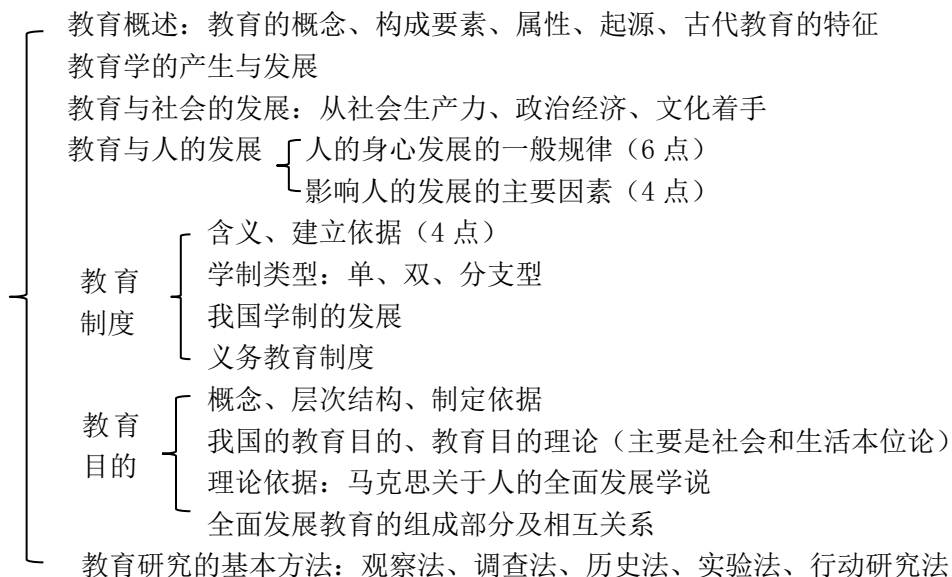 教育概述：教育的概念、构成要素、属性、起源、古代教育的特征
教育学的产生与发展
教育与社会的发展：从社会生产力、政治经济、文化着手
教育与人的发展
人的身心发展的一般规律（6 点）
影响人的发展的主要因素（4 点）
教育
制度
含义、建立依据（4 点）
学制类型：单、双、分支型
我国学制的发展
义务教育制度
教育
目的
概念、层次结构、制定依据
我国的教育目的、教育目的理论（主要是社会和生活本位论）
理论依据：马克思关于人的全面发展学说
全面发展教育的组成部分及相互关系
教育研究的基本方法：观察法、调查法、历史法、实验法、行动研究法